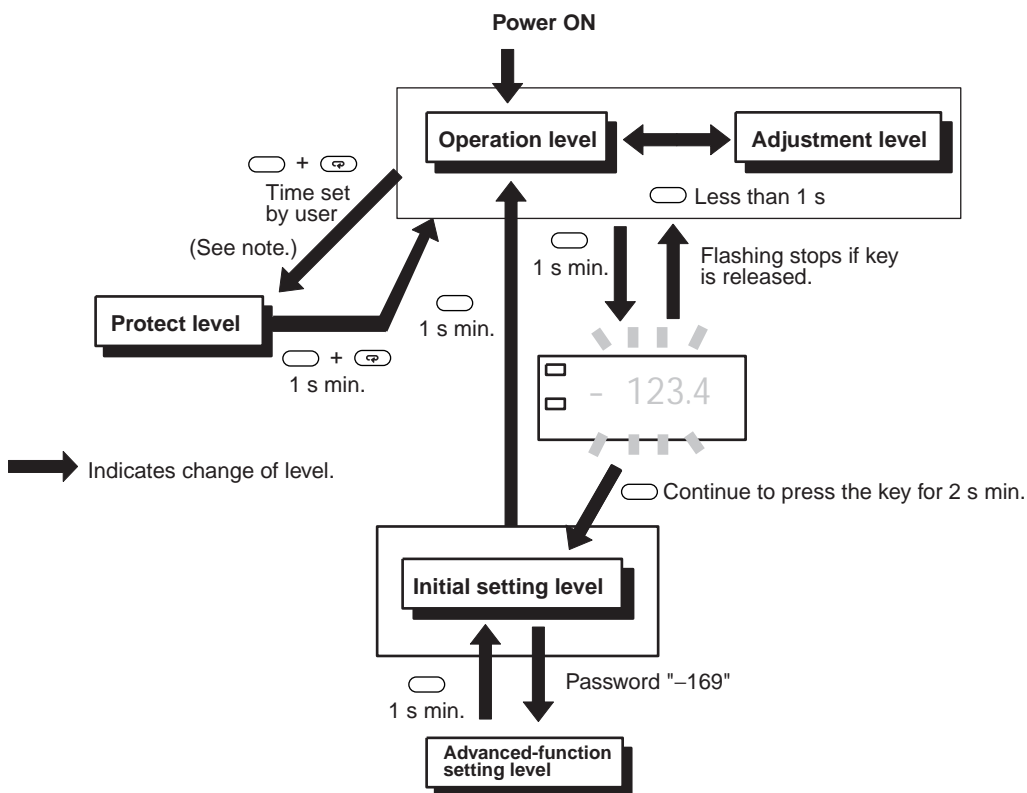 Power ON
Operation level
Adjustment level
+
Time set
by user
(See note.)
Less than 1 s
1 s min.
Flashing stops if key
is released.
Protect level
1 s min.
+
1 s min.
- 123.4
Indicates change of level.
Continue to press the key for 2 s min.
Initial setting level
Password "–169"
1 s min.
Advanced-function
setting level